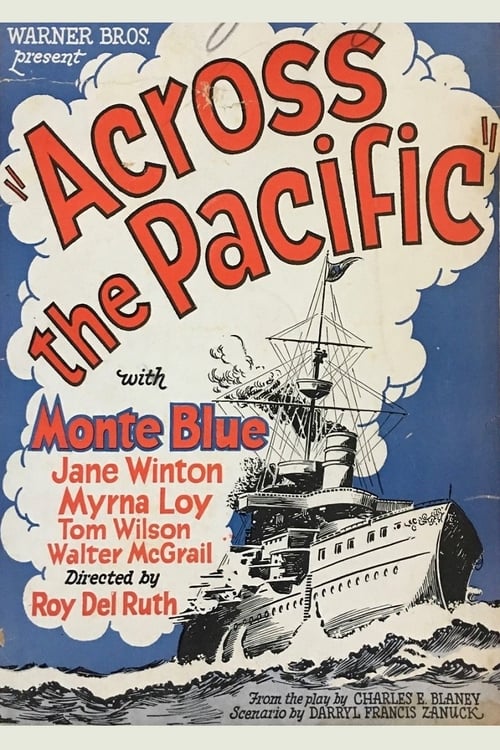 WARNER BROS.
present
"Across
the Pacific"
with
Monte Blue
Jane Winton
Myrna Loy
Tom Wilson
Walter McGrail
Directed by
Roy Del Ruth
From the play by CHARLES E. BLANEY
Scenario by DARRYL FRANCIS ZANUCK